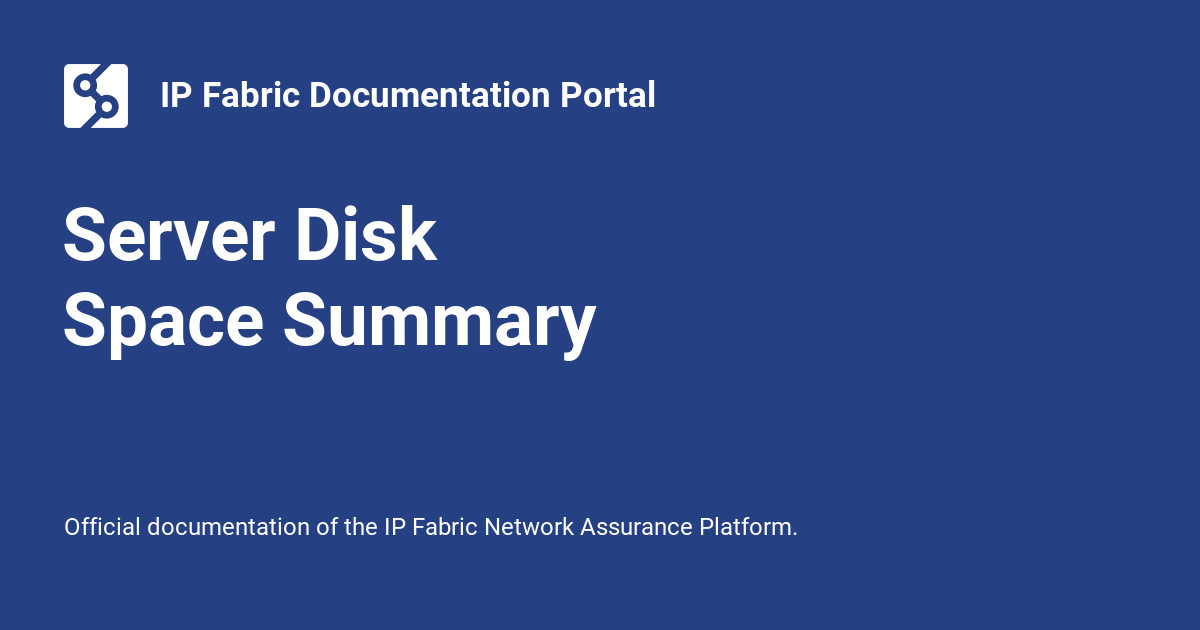 IP Fabric Documentation Portal
Server Disk
Space Summary
Official documentation of the IP Fabric Network Assurance Platform.